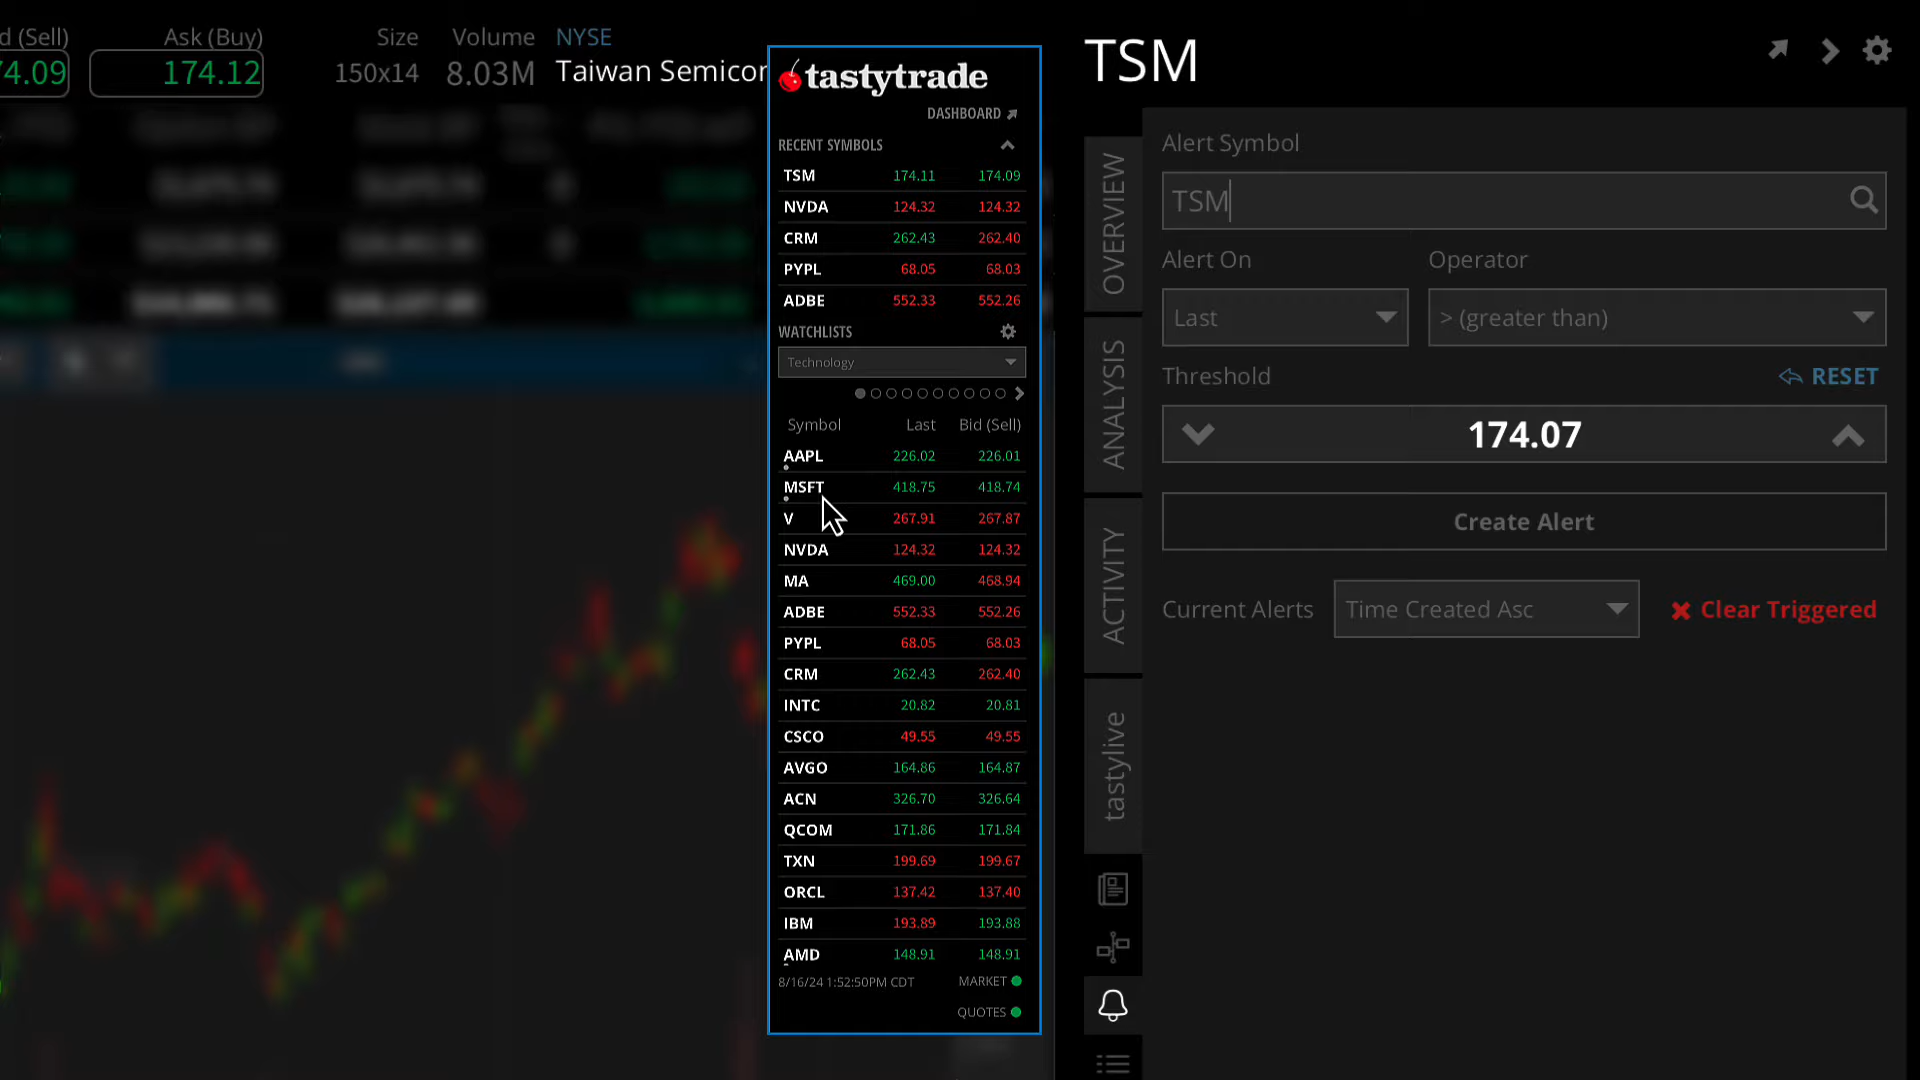 d (Sell)
Ask (Buy)
Size
Volume
NYSE
4.09
174.12
150x14
8.03M
Taiwan Semicor
tastytrade
DASHBOARD
RECENT SYMBOLS
TSM 174.11 174.09
NVDA 124.32 124.32
CRM 262.43 262.40
PYPL 68.05 68.03
ADBE 552.33 552.26
WATCHLISTS
Technology
Symbol Last Bid (Sell)
AAPL 226.02 226.01
MSFT 418.75 418.74
V 267.91 267.87
NVDA 124.32 124.32
MA 469.00 468.94
ADBE 552.33 552.26
PYPL 68.05 68.03
CRM 262.43 262.40
INTC 20.82 20.81
CSCO 49.55 49.55
AVGO 164.86 164.87
ACN 326.70 326.64
QCOM 171.86 171.84
TXN 199.69 199.67
ORCL 137.42 137.40
IBM 193.89 193.88
AMD 148.91 148.91
8/16/24 1:52:50PM CDT MARKET
QUOTES
TSM
OVERVIEW
ANALYSIS
ACTIVITY
tastylive
Alert Symbol
TSM
Alert On Operator
Last > (greater than)
Threshold RESET
174.07
Create Alert
Current Alerts Time Created Asc Clear Triggered